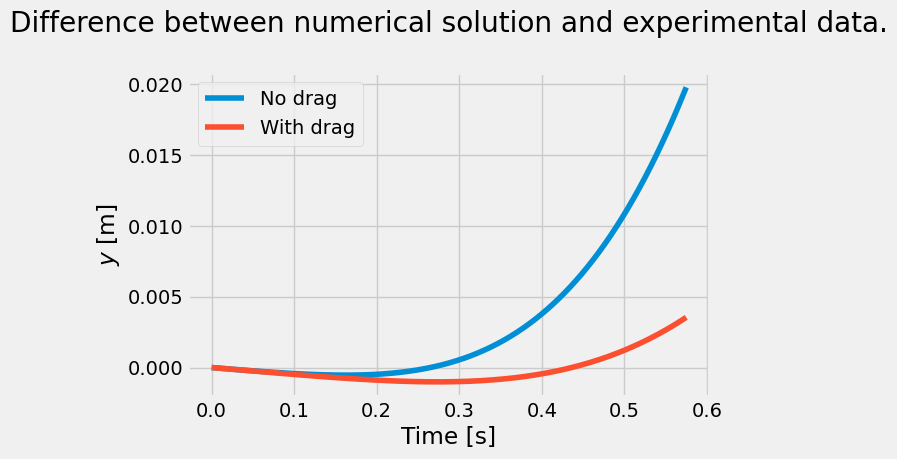 Difference between numerical solution and experimental data.
No drag
With drag
0.020
0.015
0.010
0.005
0.000
y [m]
0.0 0.1 0.2 0.3 0.4 0.5 0.6
Time [s]